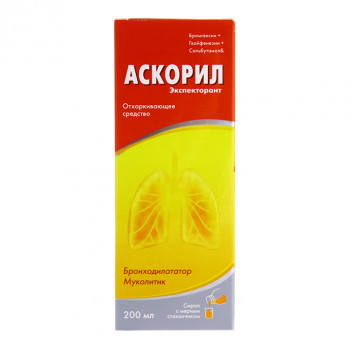 Бромгексин +
Гвайфенезин +
Сальбутамол
АСКОРИЛ
Экспекторант
Отхаркивающее
средство
Бронходилататор
Муколитик
200 мл
Сироп
с мерным
стаканчиком